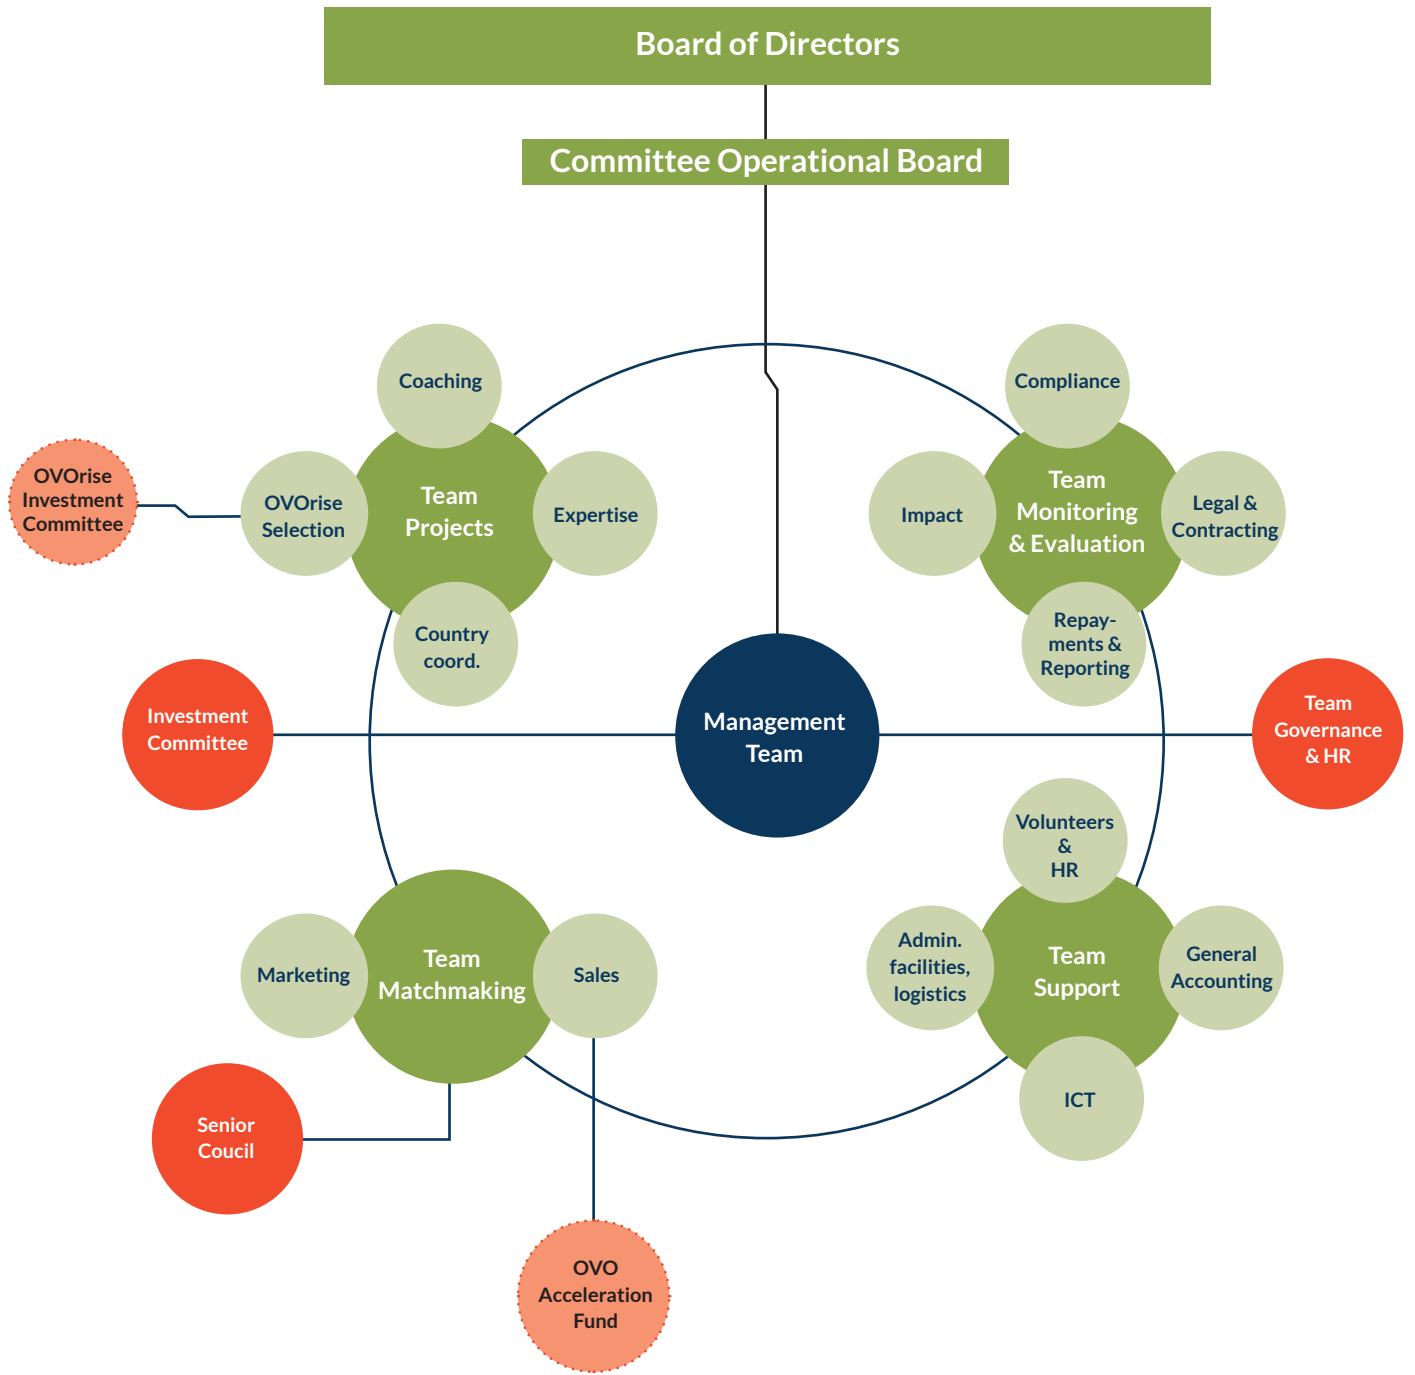 Board of Directors
Committee Operational Board
Coaching
OVOrise
Selection
Team
Projects
Expertise
Country
coord.
OVOrise
Investment
Committee
Compliance
Impact
Team
Monitoring
& Evaluation
Legal &
Contracting
Repay-
ments &
Reporting
Investment
Committee
Management
Team
Team
Governance
& HR
Marketing
Team
Matchmaking
Sales
Volunteers
&
HR
Admin.
facilities,
logistics
Team
Support
General
Accounting
ICT
Senior
Coucil
OVO
Acceleration
Fund